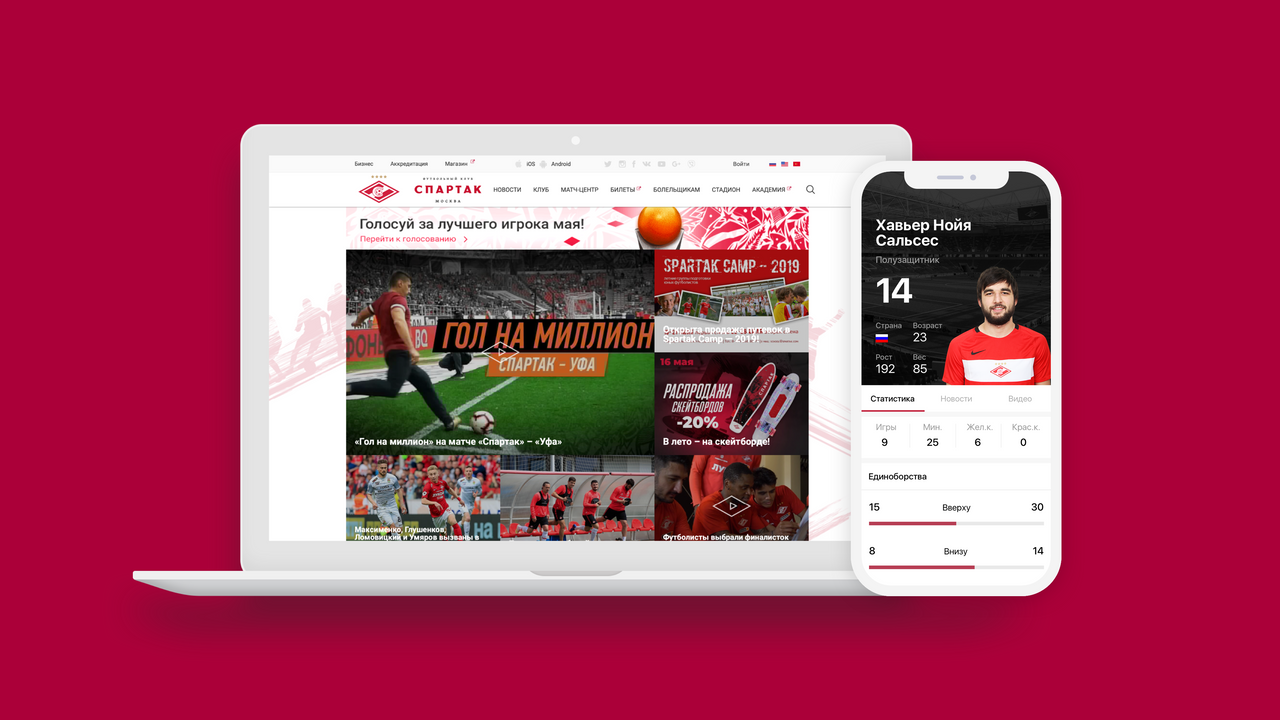 Бизнес Аккредитация Магазин iOS Android Войти
ФУТБОЛЬНЫЙ КЛУБ
СПАРТАК
МОСКВА
НОВОСТИ КЛУБ МАТЧ-ЦЕНТР БИЛЕТЫ БОЛЕЛЬЩИКАМ СТАДИОН АКАДЕМИЯ
Голосуй за лучшего игрока мая!
Перейти к голосованию
ГОЛ НА МИЛЛИОН
СПАРТАК – УФА
BQ
«Гол на миллион» на матче «Спартак» – «Уфа»
SPARTAK CAMP – 2019
Открыта продажа путевок в
Spartak Camp – 2019!
16 мая
РАСПРОДАЖА
СКЕЙТБОРДОВ
-20%
СПАРТАК
В лето – на скейтборде!
Максименко, Глушенков,
Ломовицкий и Умяров вызваны в
Футболисты выбрали финалисток
Хавьер Нойя
Сальсес
Полузащитник
14
Страна Возраст
23
Рост Вес
192 85
Статистика Новости Видео
Игры Мин. Жел.к. Крас.к.
9 25 6 0
Единоборства
15 Вверху 30
8 Внизу 14